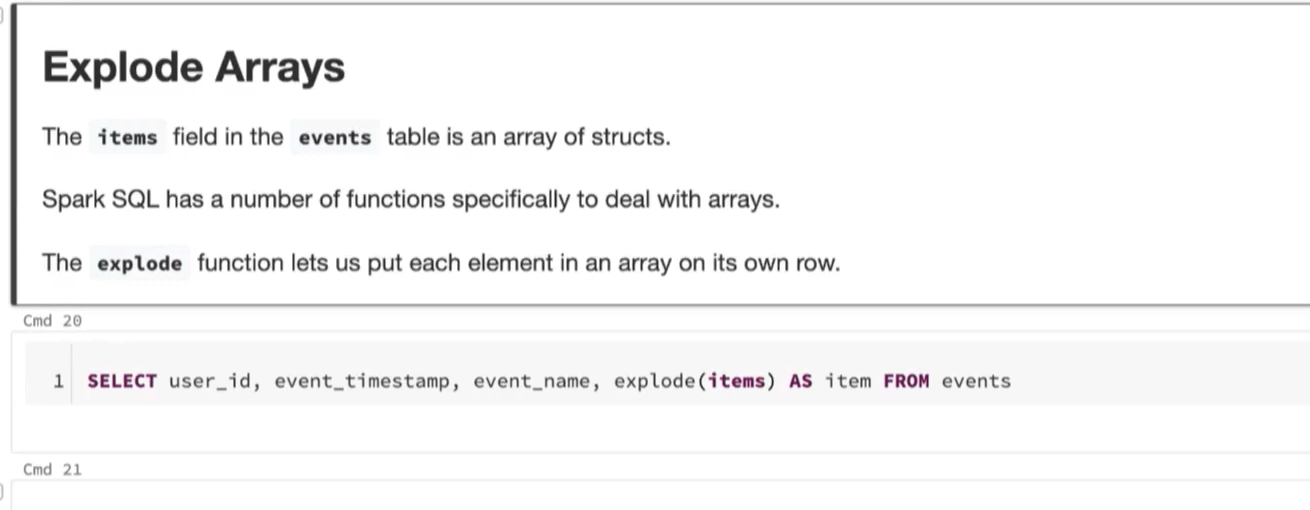 Explode Arrays
The items field in the events table is an array of structs.
Spark SQL has a number of functions specifically to deal with arrays.
The explode function lets us put each element in an array on its own row.
Cmd 20
1 SELECT user_id, event_timestamp, event_name, explode(items) AS item FROM events
Cmd 21